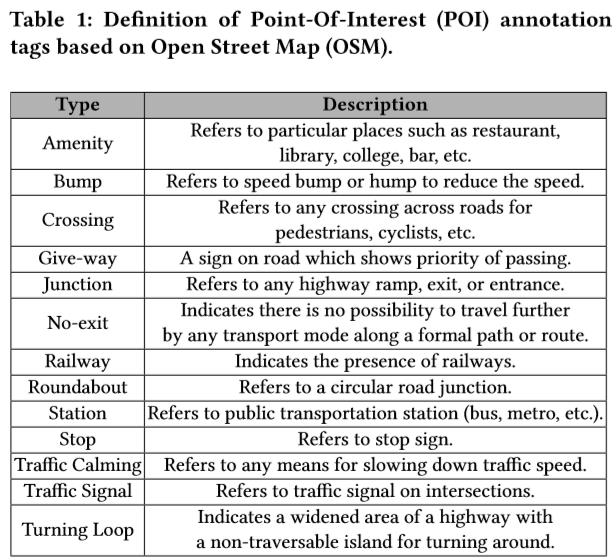 Table 1: Definition of Point-Of-Interest (POI) annotation
tags based on Open Street Map (OSM).
Type Description
Amenity Refers to particular places such as restaurant,
library, college, bar, etc.
Bump Refers to speed bump or hump to reduce the speed.
Crossing Refers to any crossing across roads for
pedestrians, cyclists, etc.
Give-way A sign on road which shows priority of passing.
Junction Refers to any highway ramp, exit, or entrance.
No-exit Indicates there is no possibility to travel further
by any transport mode along a formal path or route.
Railway Indicates the presence of railways.
Roundabout Refers to a circular road junction.
Station Refers to public transportation station (bus, metro, etc.).
Stop Refers to stop sign.
Traffic Calming Refers to any means for slowing down traffic speed.
Traffic Signal Refers to traffic signal on intersections.
Turning Loop Indicates a widened area of a highway with
a non-traversable island for turning around.